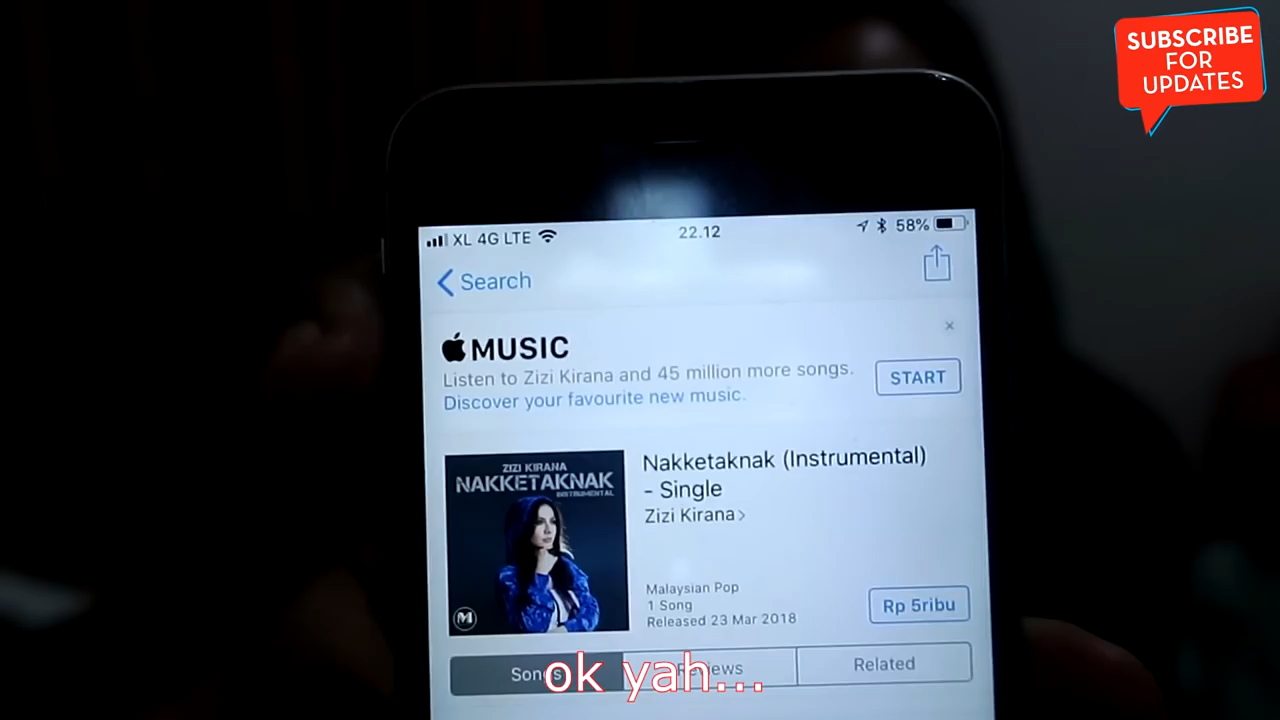 SUBSCRIBE
FOR
UPDATES
XL 4G LTE 22.12 58%
Search
MUSIC
Listen to Zizi Kirana and 45 million more songs.
Discover your favourite new music.
START
ZIZI KIRANA
NAKKETAKNAK
INSTRUMENTAL
M
Nakketaknak (Instrumental)
- Single
Zizi Kirana
Malaysian Pop
1 Song
Released 23 Mar 2018
Rp 5ribu
Songs Reviews Related
ok yah...